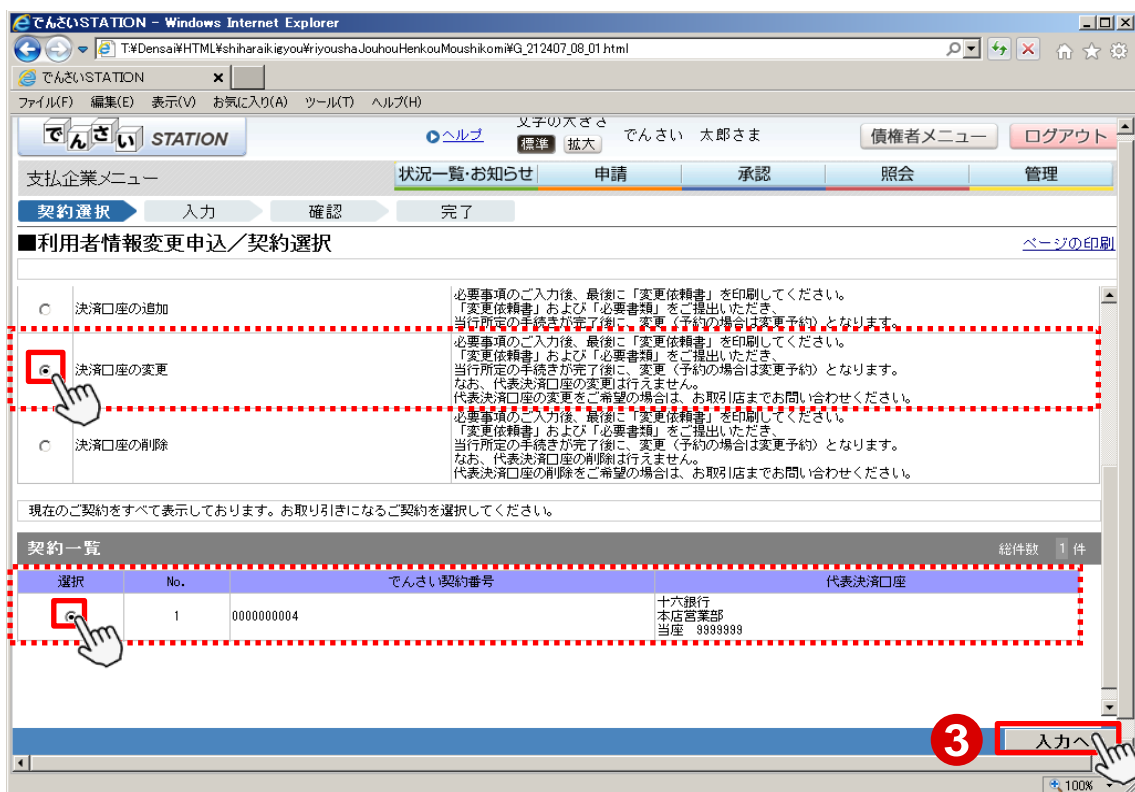 でんさいSTATION - Windows Internet Explorer
T:¥Densai¥HTML¥shiharaikigyou¥riyoushaJouhouHenkouMoushikomi¥G_212407_08_01.html
でんさいSTATION
ファイル(F) 編集(E) 表示(V) お気に入り(A) ツール(T) ヘルプ(H)
でんさい STATION
ヘルプ
文字の大きさ
標準 拡大
でんさい 太郎さま
債権者メニュー
ログアウト
支払企業メニュー
状況一覧・お知らせ 申請 承認 照会 管理
契約選択 入力 確認 完了
■利用者情報変更申込／契約選択
ページの印刷
決済口座の追加
必要事項のご入力後、最後に「変更依頼書」を印刷してください。
「変更依頼書」および「必要書類」をご提出いただき、
当行所定の手続きが完了後に、変更（予約の場合は変更予約）となります。
決済口座の変更
必要事項のご入力後、最後に「変更依頼書」を印刷してください。
「変更依頼書」および「必要書類」をご提出いただき、
当行所定の手続きが完了後に、変更（予約の場合は変更予約）となります。
なお、代表決済口座の変更は行えません。
代表決済口座の変更をご希望の場合は、お取引店までお問い合わせください。
決済口座の削除
必要事項のご入力後、最後に「変更依頼書」を印刷してください。
「変更依頼書」および「必要書類」をご提出いただき、
当行所定の手続きが完了後に、変更（予約の場合は変更予約）となります。
なお、代表決済口座の削除は行えません。
代表決済口座の削除をご希望の場合は、お取引店までお問い合わせください。
現在のご契約をすべて表示しております。お取り引きになるご契約を選択してください。
契約一覧
総件数 1 件
選択 No. でんさい契約番号 代表決済口座
1 0000000004
十六銀行
本店営業部
当座 9999999
3
入力へ
100%